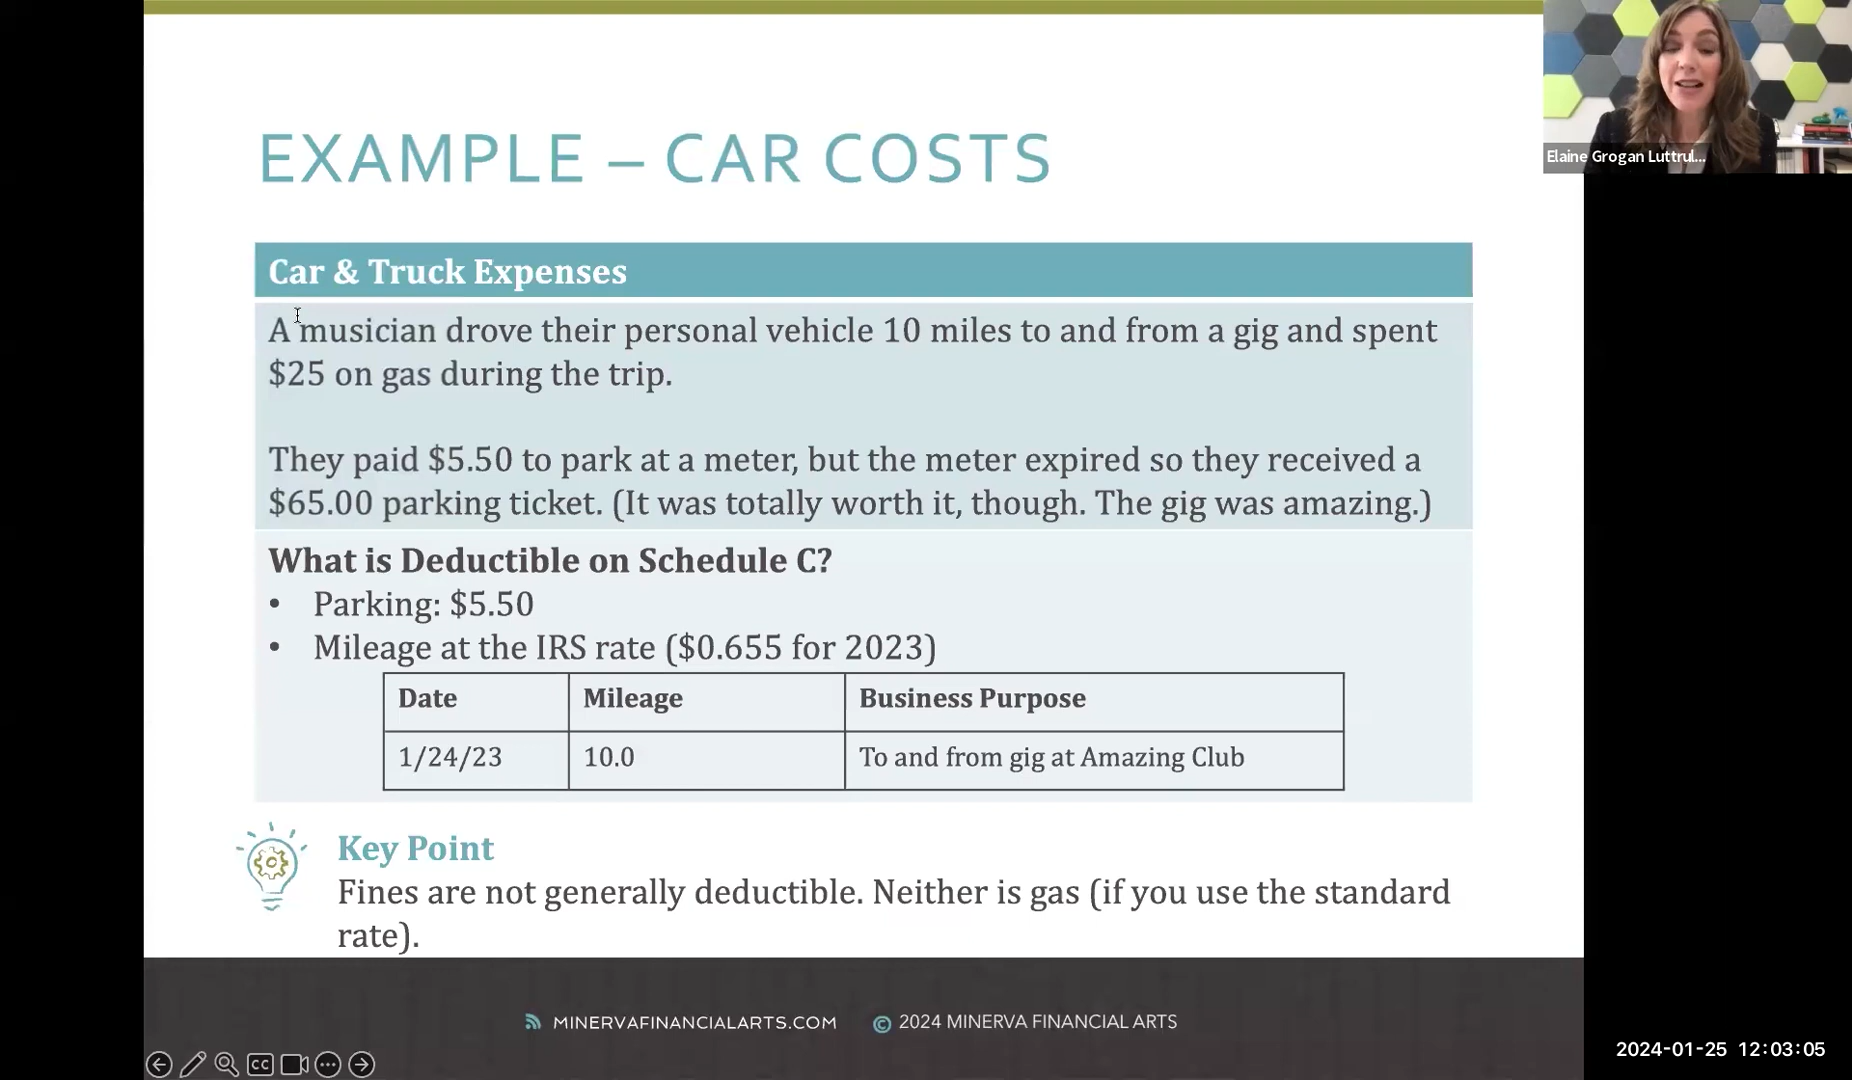 EXAMPLE – CAR COSTS
Elaine Grogan Luttrul...
Car & Truck Expenses
A musician drove their personal vehicle 10 miles to and from a gig and spent
$25 on gas during the trip.
They paid $5.50 to park at a meter, but the meter expired so they received a
$65.00 parking ticket. (It was totally worth it, though. The gig was amazing.)
What is Deductible on Schedule C?
• Parking: $5.50
• Mileage at the IRS rate ($0.655 for 2023)
Date Mileage Business Purpose
1/24/23 10.0 To and from gig at Amazing Club
Key Point
Fines are not generally deductible. Neither is gas (if you use the standard
rate).
MINERVAFINANCIALARTS.COM © 2024 MINERVA FINANCIAL ARTS
CC
2024-01-25 12:03:05